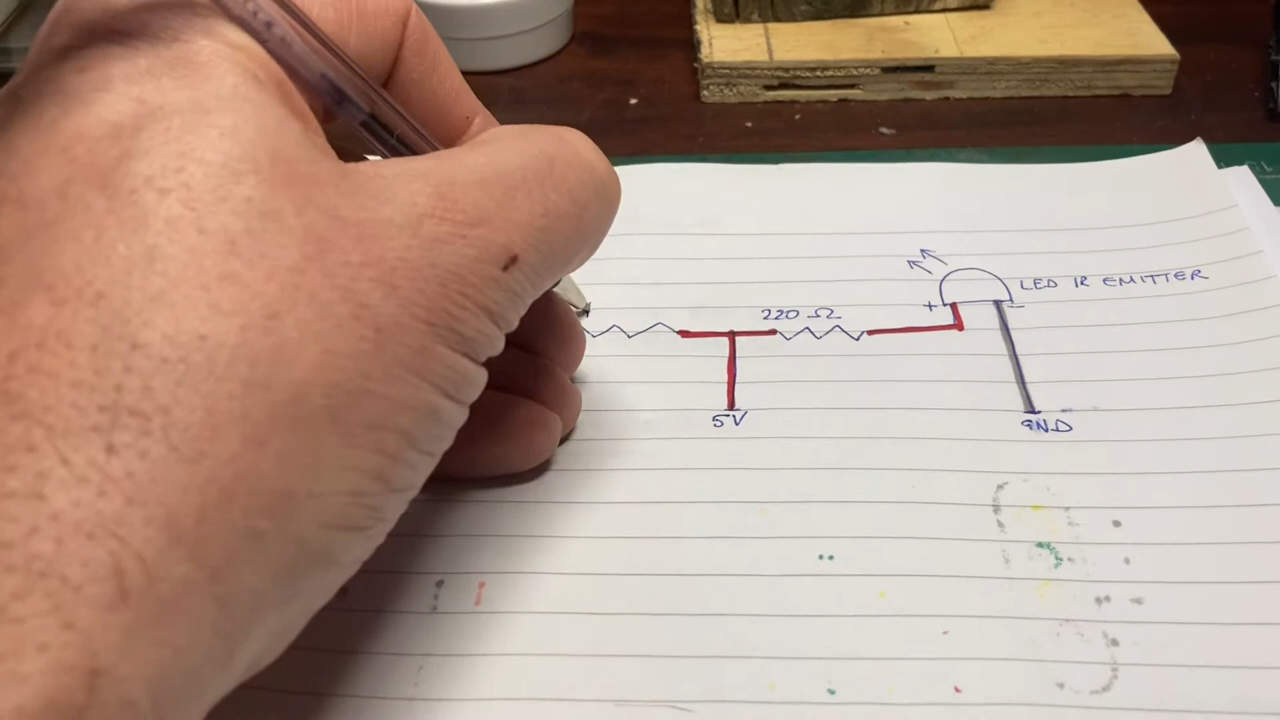 LED IR EMITTER
+
-
220 Ω
5V
GND